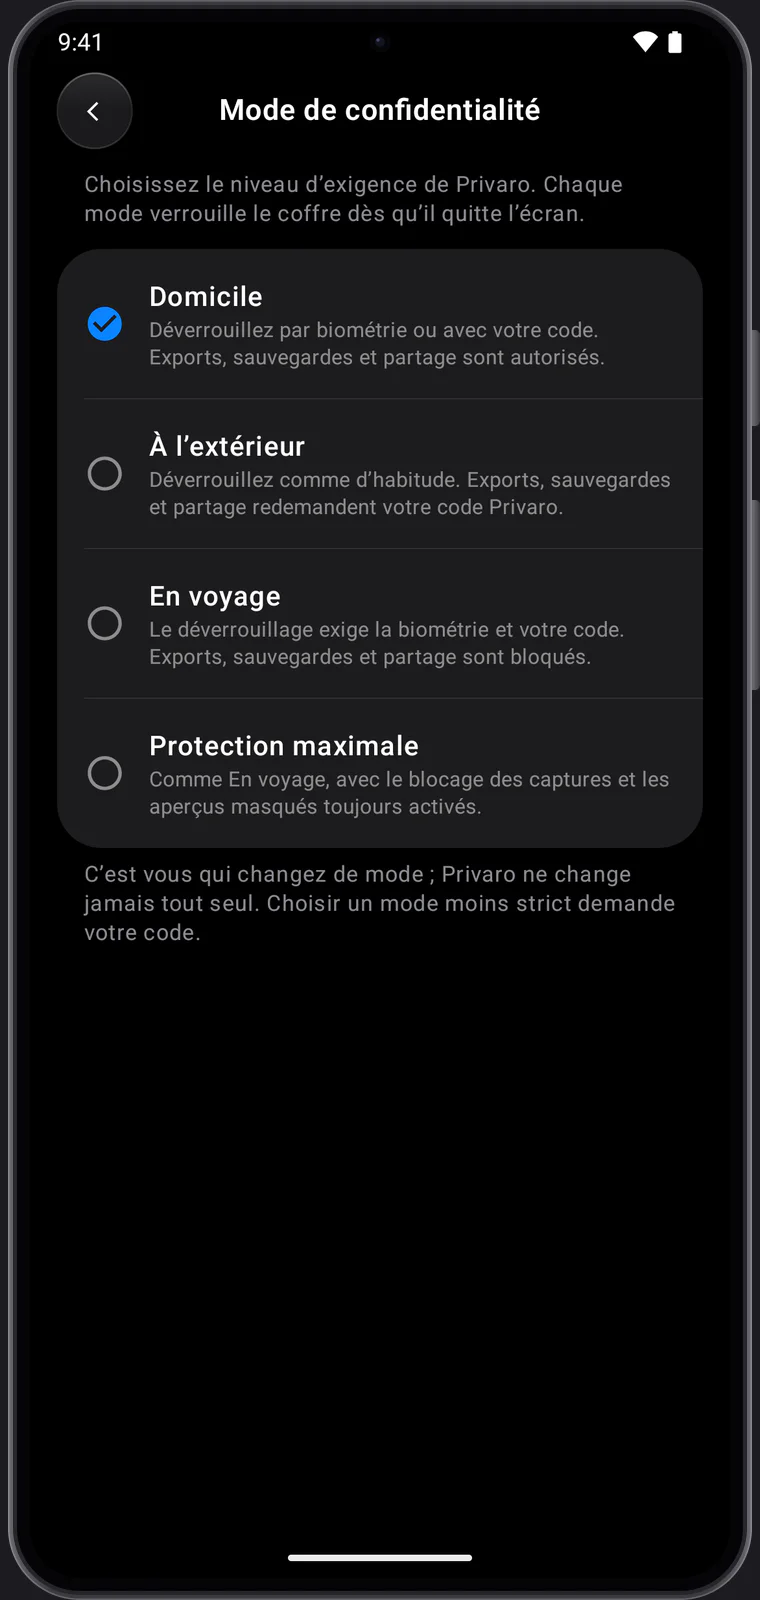 9:41
Mode de confidentialité
Choisissez le niveau d’exigence de Privaro. Chaque
mode verrouille le coffre dès qu’il quitte l’écran.
Domicile
Déverrouillez par biométrie ou avec votre code.
Exports, sauvegardes et partage sont autorisés.
À l’extérieur
Déverrouillez comme d’habitude. Exports, sauvegardes
et partage redemandent votre code Privaro.
En voyage
Le déverrouillage exige la biométrie et votre code.
Exports, sauvegardes et partage sont bloqués.
Protection maximale
Comme En voyage, avec le blocage des captures et les
aperçus masqués toujours activés.
C’est vous qui changez de mode ; Privaro ne change
jamais tout seul. Choisir un mode moins strict demande
votre code.